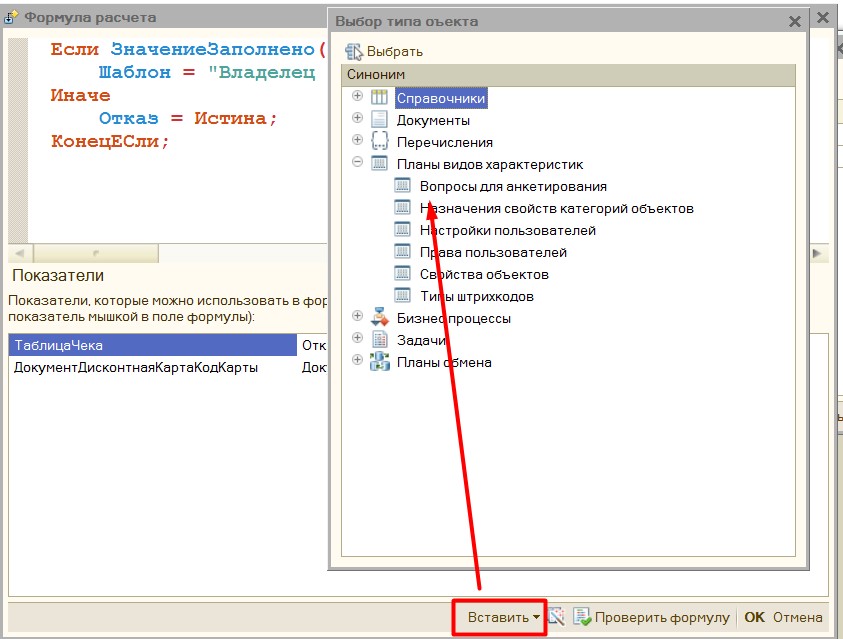 Формула расчета
Если ЗначениеЗаполнено(
Шаблон = "Владелец
Иначе
Отказ = Истина;
КонецЕСли;
Показатели
Показатели, которые можно использовать в фор
показатель мышкой в поле формулы):
ТаблицаЧека Отк
ДокументДисконтнаяКартаКодКарты Док
Выбор типа оъекта
Выбрать
Синоним
Справочники
Документы
Перечисления
Планы видов характеристик
Вопросы для анкетирования
Назначения свойств категорий объектов
Настройки пользователей
Права пользователей
Свойства объектов
Типы штрихкодов
Бизнес процессы
Задачи
Планы обмена
Вставить Проверить формулу OK Отмена